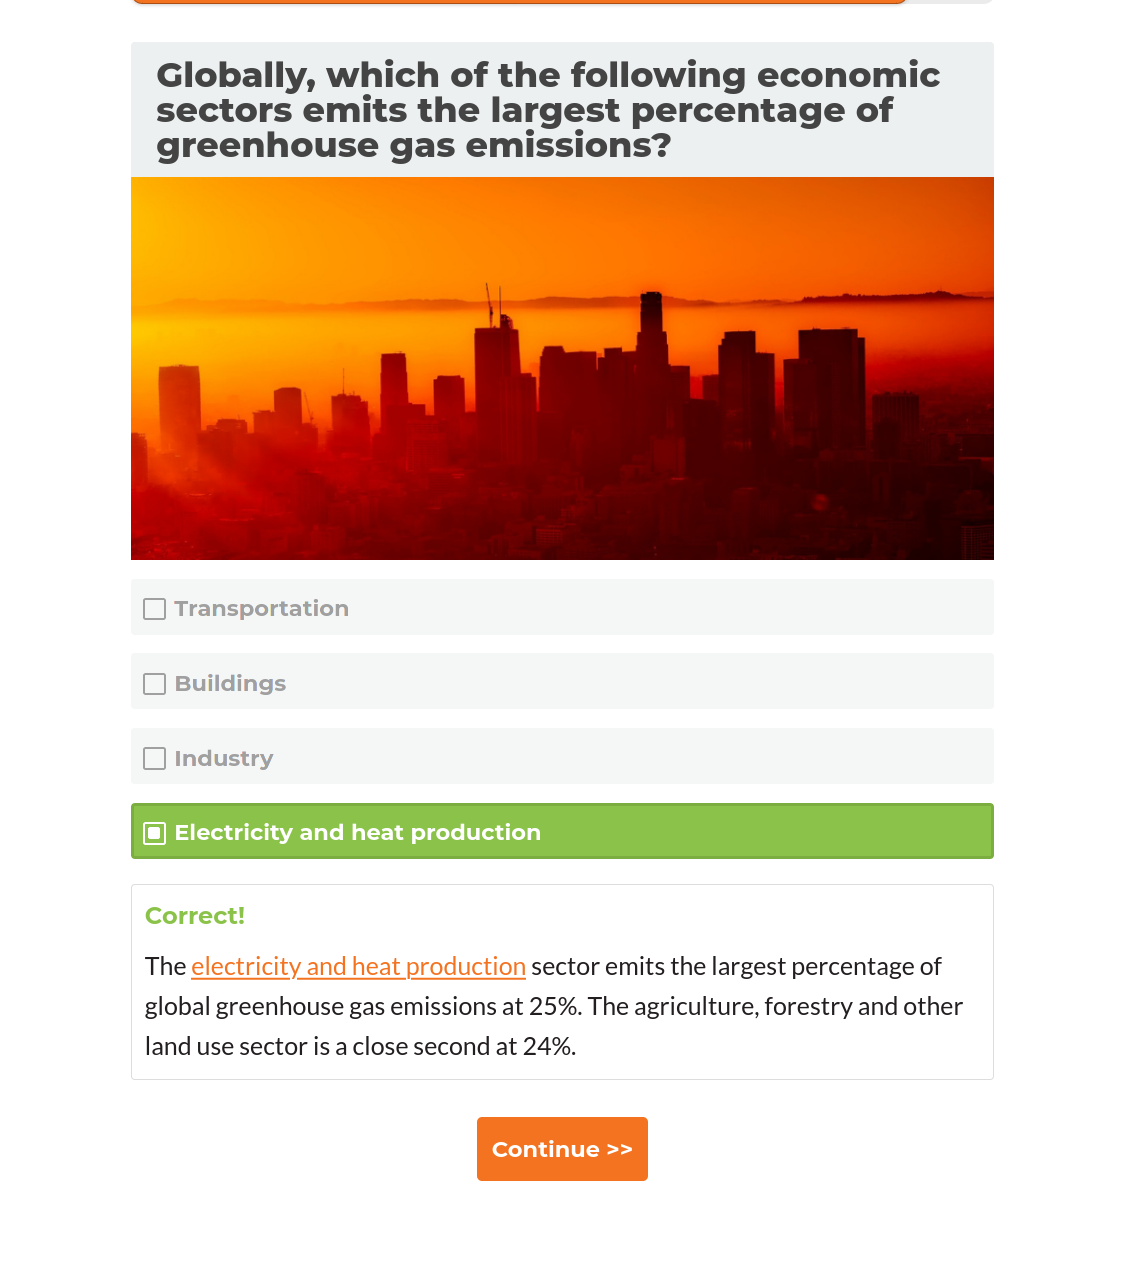 Globally, which of the following economic
sectors emits the largest percentage of
greenhouse gas emissions?
Transportation
Buildings
Industry
Electricity and heat production
Correct!
The electricity and heat production sector emits the largest percentage of
global greenhouse gas emissions at 25%. The agriculture, forestry and other
land use sector is a close second at 24%.
Continue >>